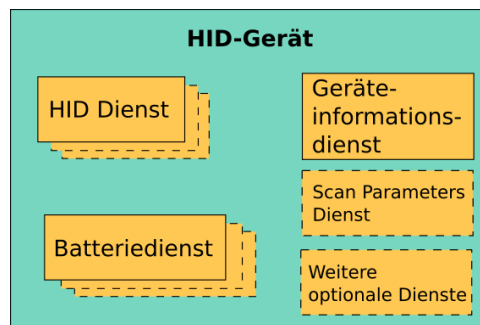 HID-Gerät
HID Dienst
Geräte-
informations-
dienst
Scan Parameters
Dienst
Batteriedienst
Weitere
optionale Dienste